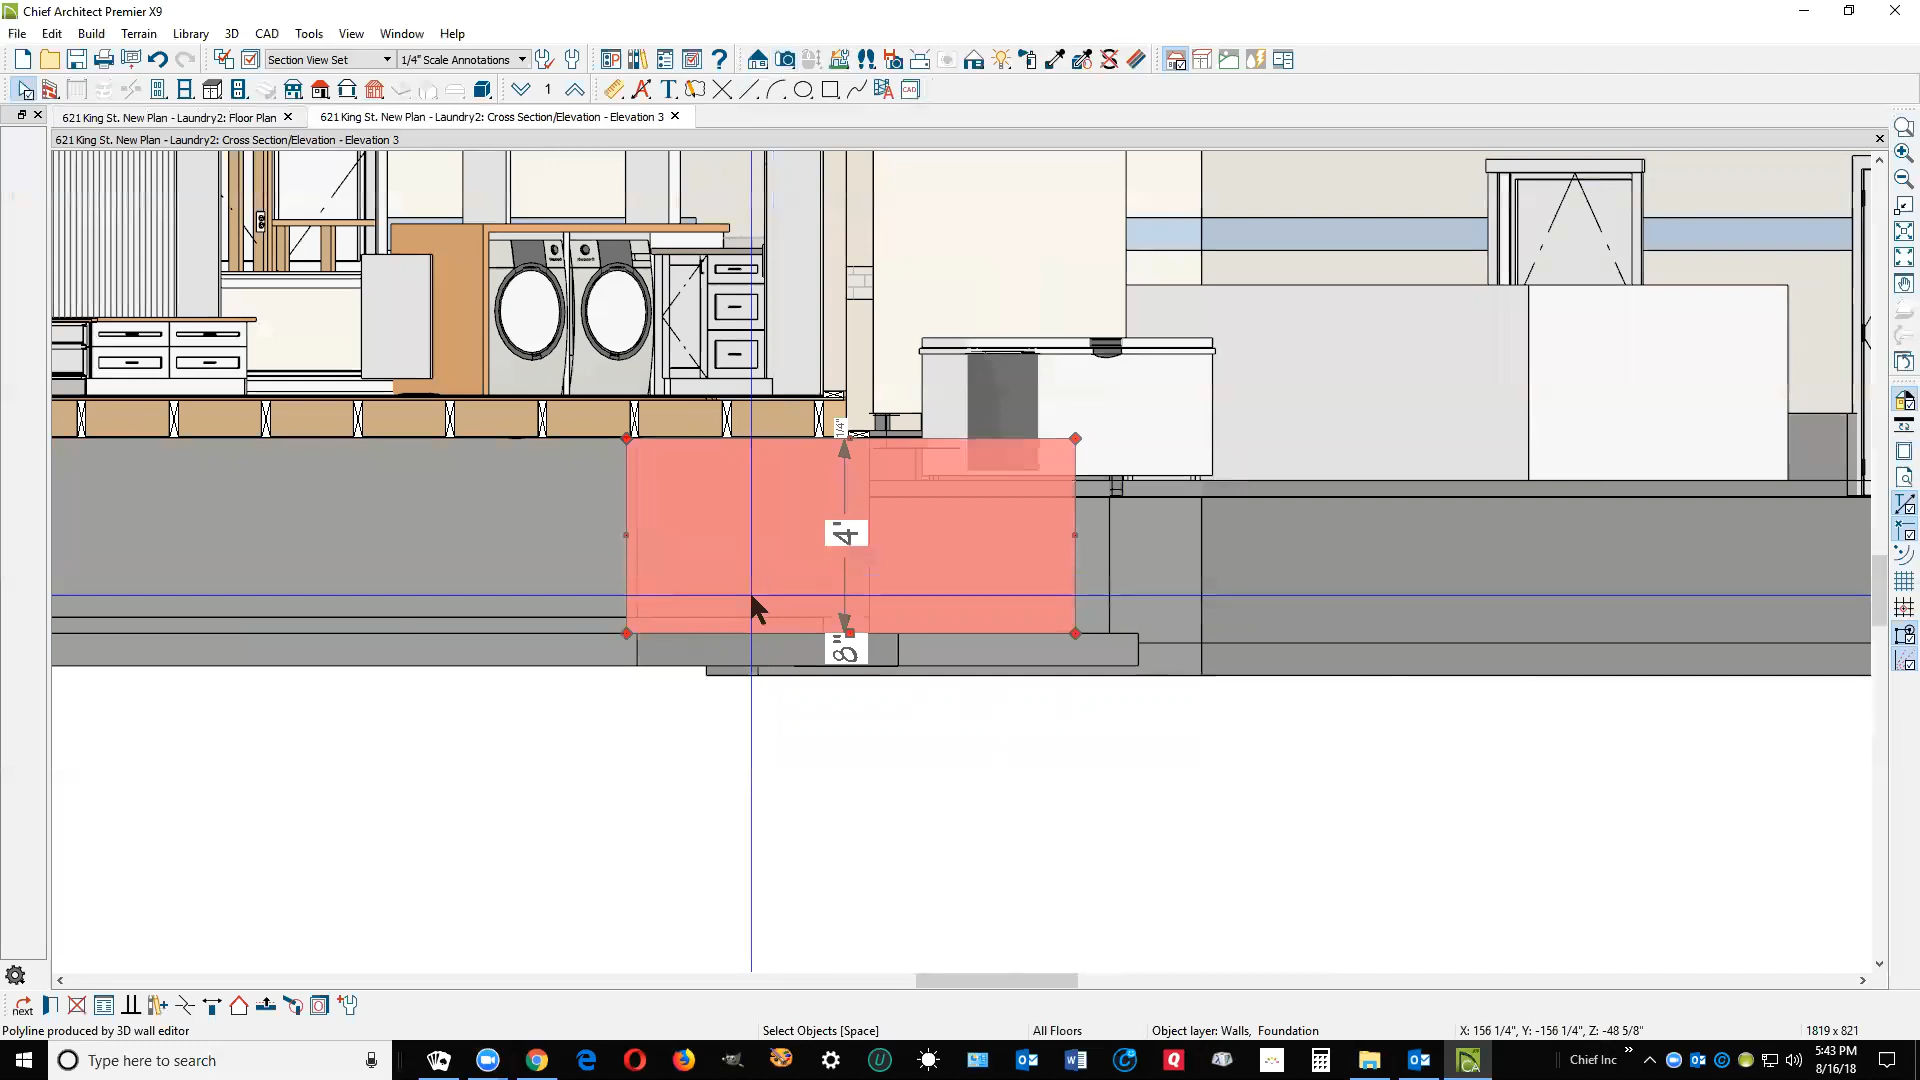 Chief Architect Premier X9
File Edit Build Terrain Library 3D CAD Tools View Window Help
Section View Set 1/4" Scale Annotations
1
621 King St. New Plan - Laundry2: Floor Plan
621 King St. New Plan - Laundry2: Cross Section/Elevation - Elevation 3
621 King St. New Plan - Laundry2: Cross Section/Elevation - Elevation 3
1/4"
4'
8"
next
Polyline produced by 3D wall editor Select Objects [Space] All Floors Object layer: Walls, Foundation X: 156 1/4", Y: -156 1/4", Z: -48 5/8" 1819 x 821
Type here to search
Chief Inc
5:43 PM
8/16/18